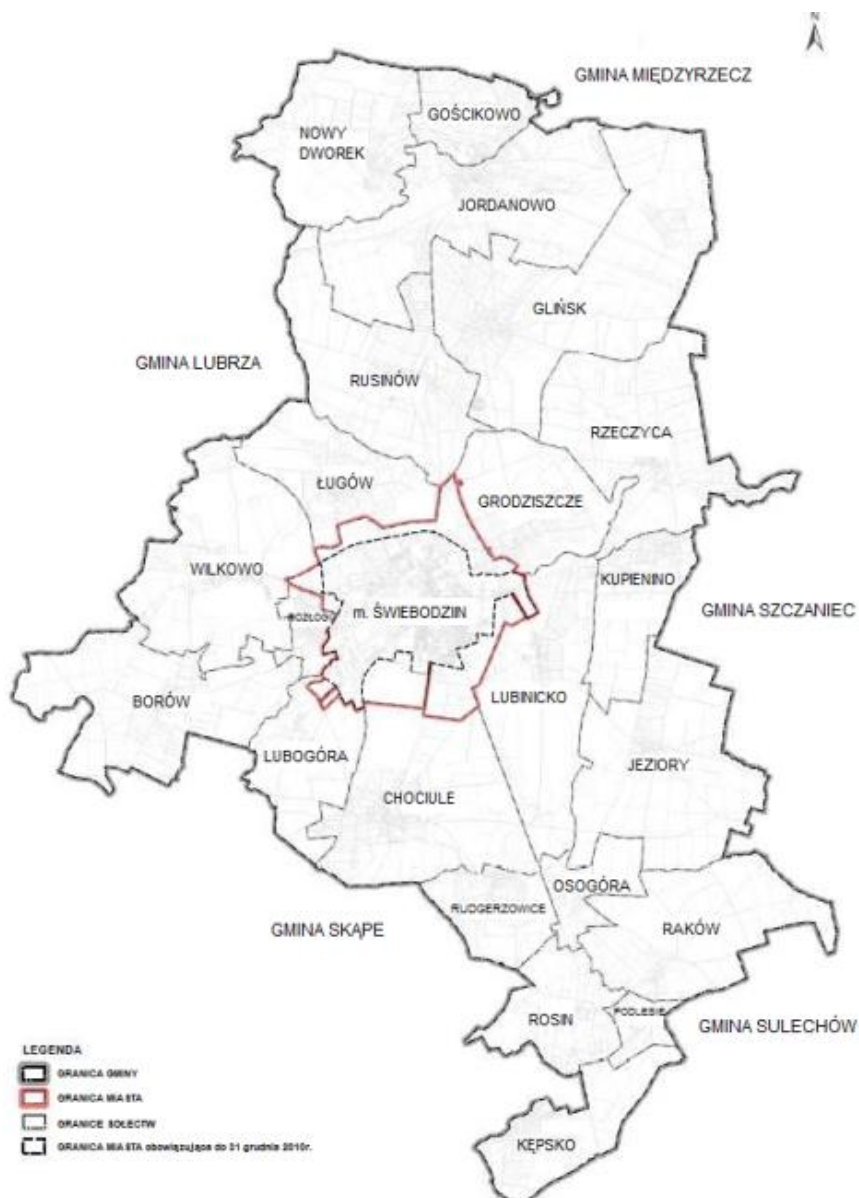 N
GMINA MIĘDZYRZECZ
GOŚCIKOWO
NOWY
DWOREK
JORDANOWO
GLIŃSK
GMINA LUBRZA
RUSINÓW
RZECZYCA
ŁUGÓW
GRODZISZCZE
WILKOWO
KUPIENINO
ROZŁOGI
m. ŚWIEBODZIN
GMINA SZCZANIEC
BORÓW
LUBINICKO
LUBOGÓRA
JEZIORY
CHOCIULE
OSOGÓRA
RUDGERZOWICE
GMINA SKĄPE
RAKÓW
ROSIN
PODLESIE
GMINA SULECHÓW
KĘPSKO
LEGENDA
GRANICA GMINY
GRANICA MIASTA
GRANICE SOŁECTW
GRANICA MIASTA obowiązująca do 31 grudnia 2010r.